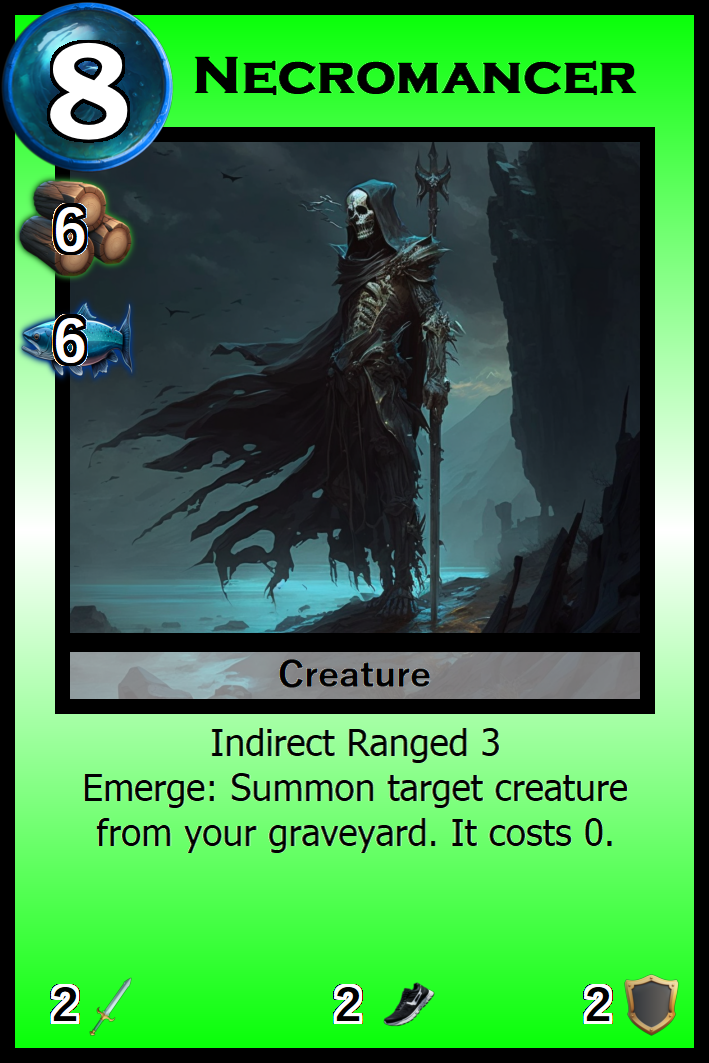 8
Necromancer
6
6
Creature
Indirect Ranged 3
Emerge: Summon target creature
from your graveyard. It costs 0.
2 2 2